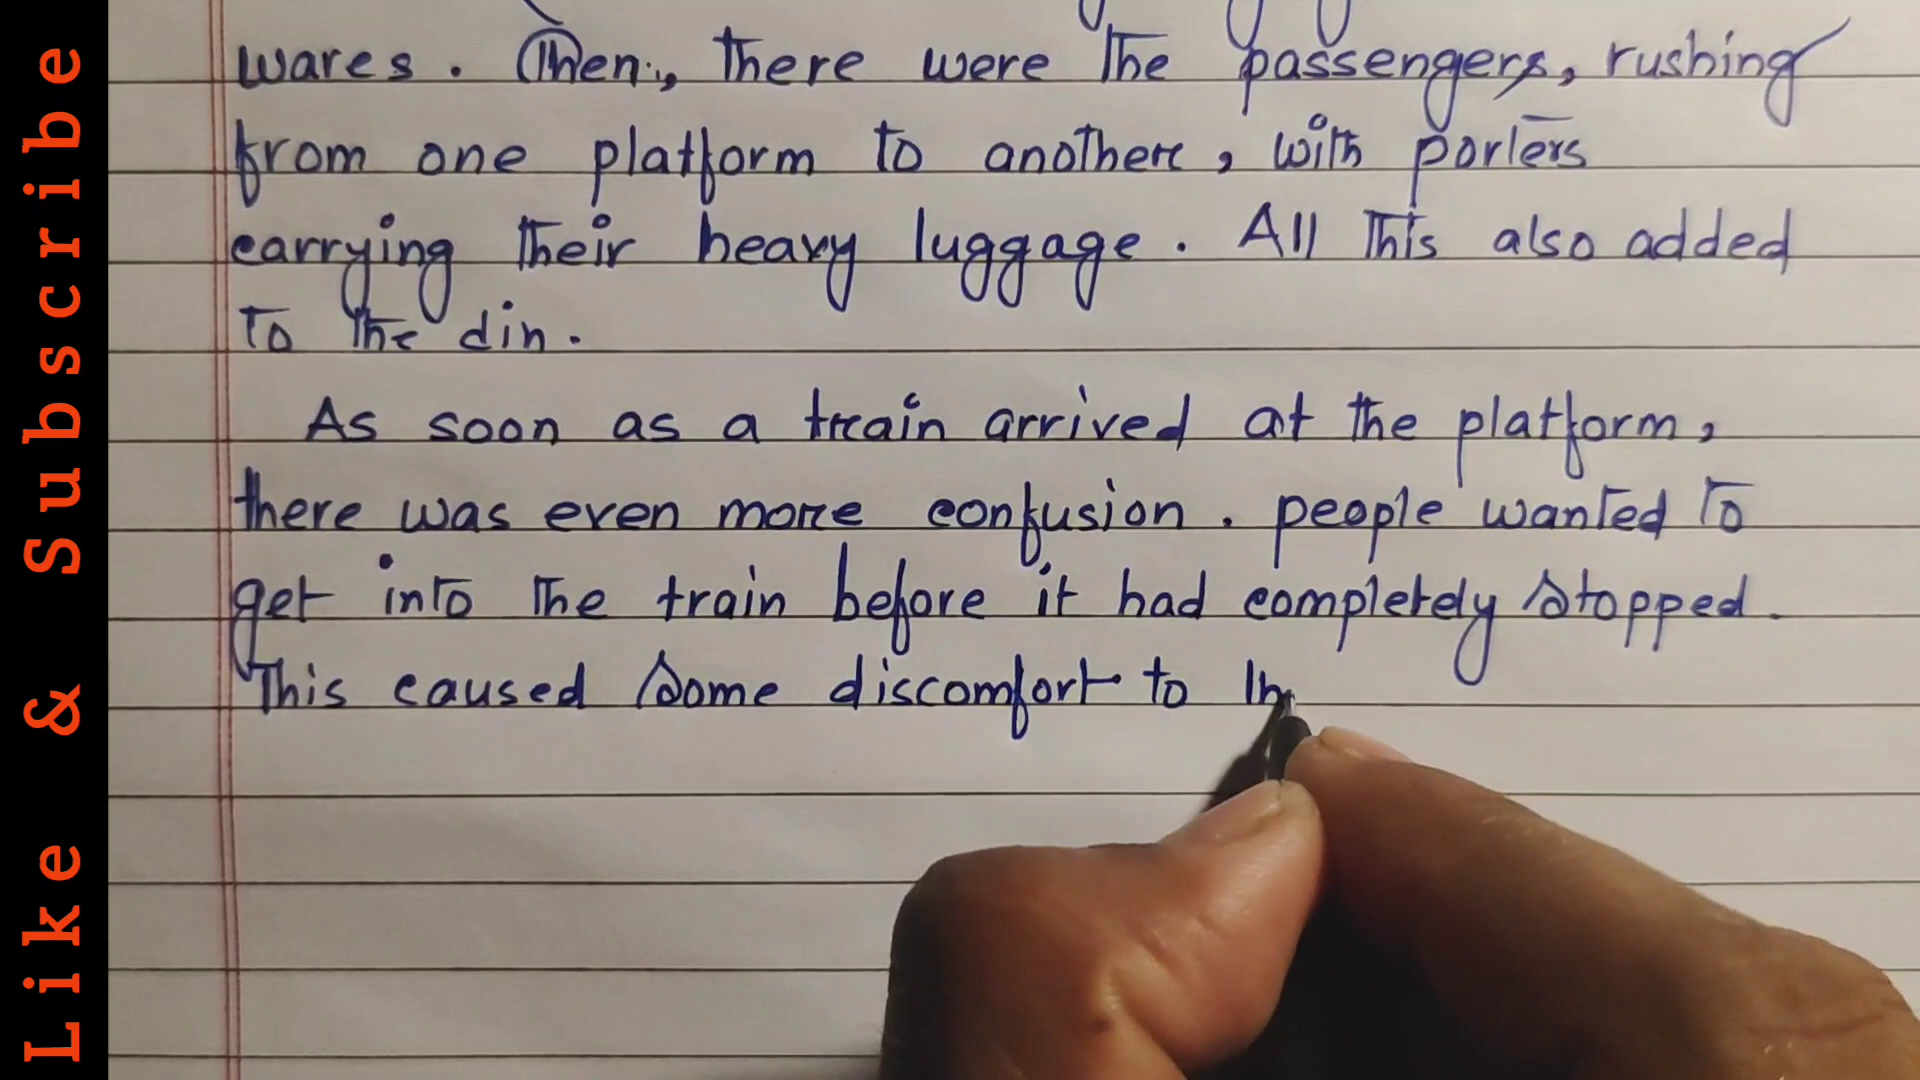 Like & Subscribe
wares. Then, there were the passengers, rushing
from one platform to another, with porters
carrying their heavy luggage. All this also added
to the din.
As soon as a train arrived at the platform,
there was even more confusion. people wanted to
get into the train before it had completely stopped.
This caused some discomfort to th